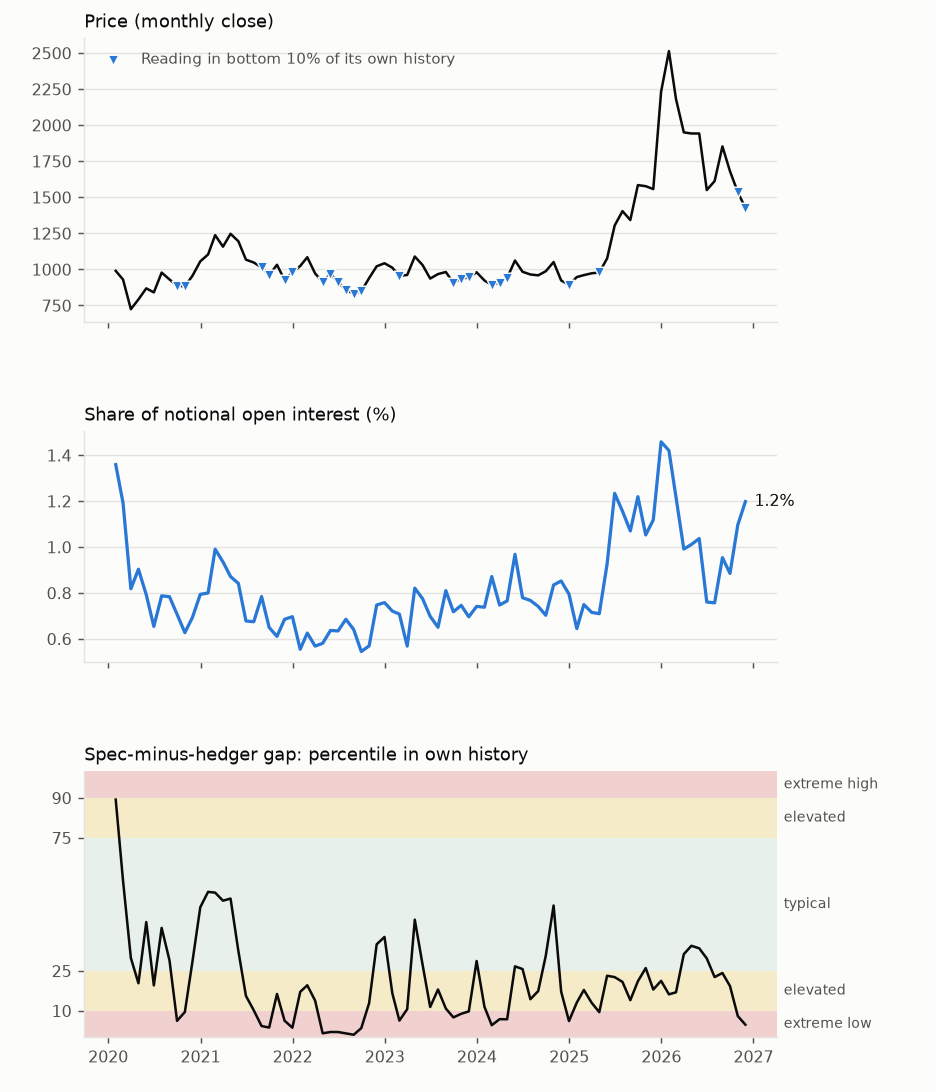 Price (monthly close)
Reading in bottom 10% of its own history
2500
2250
2000
1750
1500
1250
1000
750
Share of notional open interest (%)
1.4
1.2
1.0
0.8
0.6
1.2%
Spec-minus-hedger gap: percentile in own history
90
75
25
10
extreme high
elevated
typical
elevated
extreme low
2020 2021 2022 2023 2024 2025 2026 2027